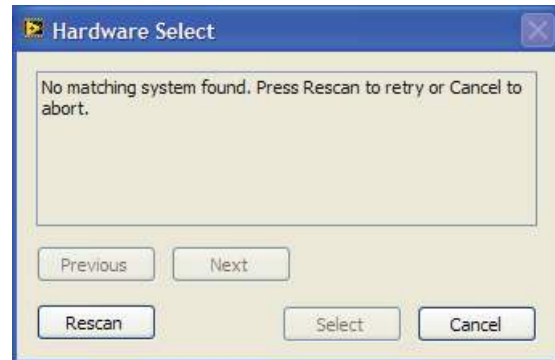 Hardware Select
No matching system found. Press Rescan to retry or Cancel to
abort.
Previous Next
Rescan Select Cancel